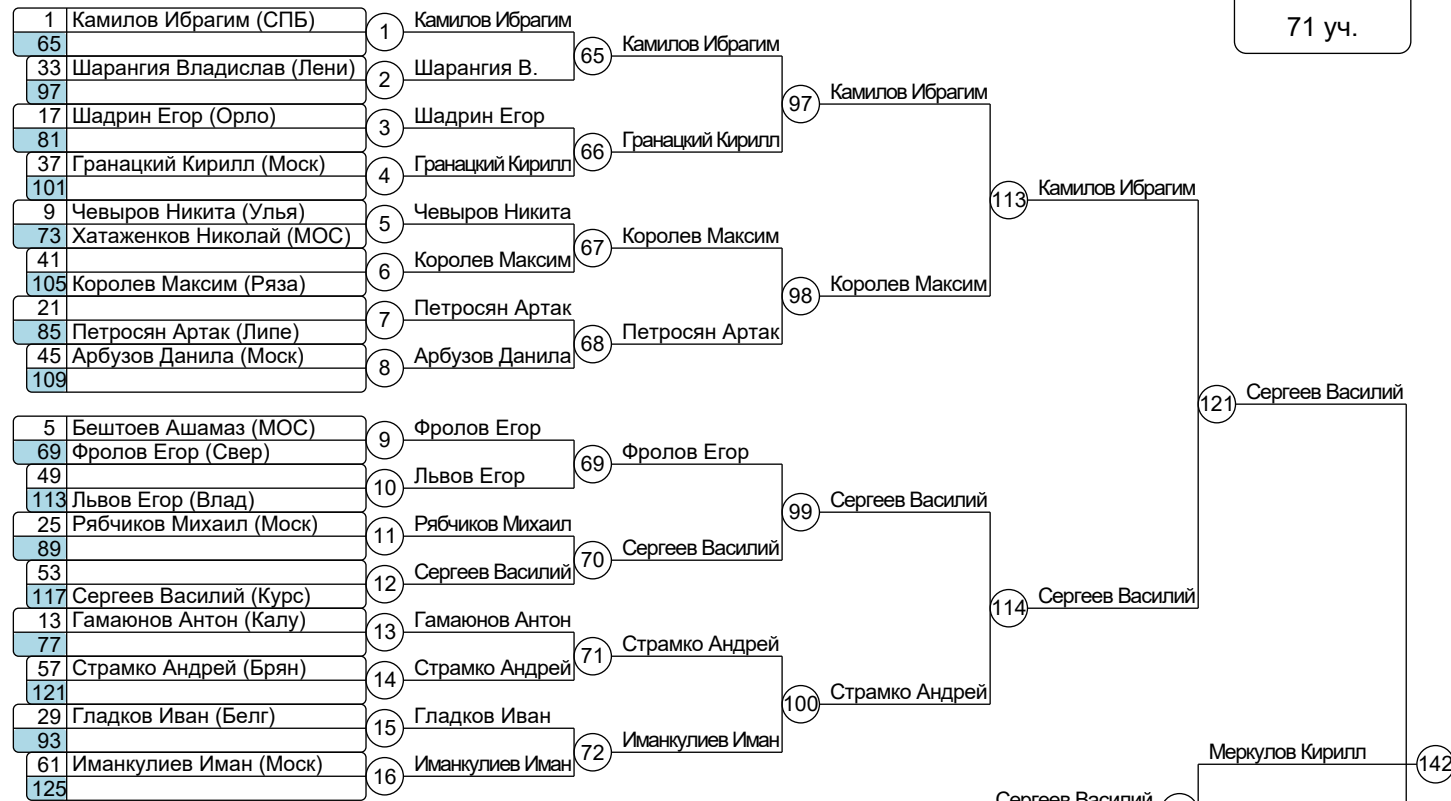 71 уч.
1 Камилов Ибрагим (СПБ)
65
33 Шарангия Владислав (Лени)
97
17 Шадрин Егор (Орло)
81
37 Гранацкий Кирилл (Моск)
101
9 Чевыров Никита (Улья)
73 Хатаженков Николай (МОС)
41
105 Королев Максим (Ряза)
21
85 Петросян Артак (Липе)
45 Арбузов Данила (Моск)
109
5 Бештоев Ашамаз (МОС)
69 Фролов Егор (Свер)
49
113 Львов Егор (Влад)
25 Рябчиков Михаил (Моск)
89
53
117 Сергеев Василий (Курс)
13 Гамаюнов Антон (Калу)
77
57 Страмко Андрей (Брян)
121
29 Гладков Иван (Белг)
93
61 Иманкулиев Иман (Моск)
125
1 Камилов Ибрагим
2 Шарангия В.
3 Шадрин Егор
4 Гранацкий Кирилл
5 Чевыров Никита
6 Королев Максим
7 Петросян Артак
8 Арбузов Данила
9 Фролов Егор
10 Львов Егор
11 Рябчиков Михаил
12 Сергеев Василий
13 Гамаюнов Антон
14 Страмко Андрей
15 Гладков Иван
16 Иманкулиев Иман
65 Камилов Ибрагим
66 Гранацкий Кирилл
67 Королев Максим
68 Петросян Артак
69 Фролов Егор
70 Сергеев Василий
71 Страмко Андрей
72 Иманкулиев Иман
97 Камилов Ибрагим
98 Королев Максим
99 Сергеев Василий
100 Страмко Андрей
113 Камилов Ибрагим
114 Сергеев Василий
121 Сергеев Василий
Меркулов Кирилл
142
Сергеев Василий